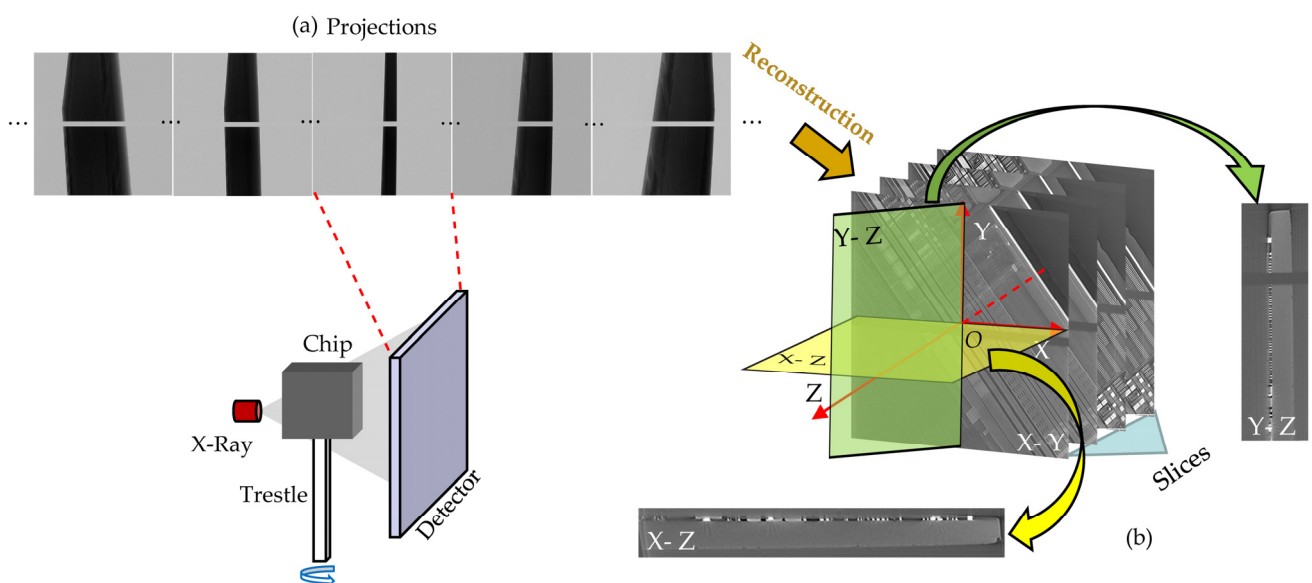 (a) Projections
... ... ... ... ... ...
Reconstruction
Y- Z
Y
X- Z
O
X
Z
X- Y
Slices
Y- Z
Chip
X-Ray
Trestle
Detector
X- Z
(b)